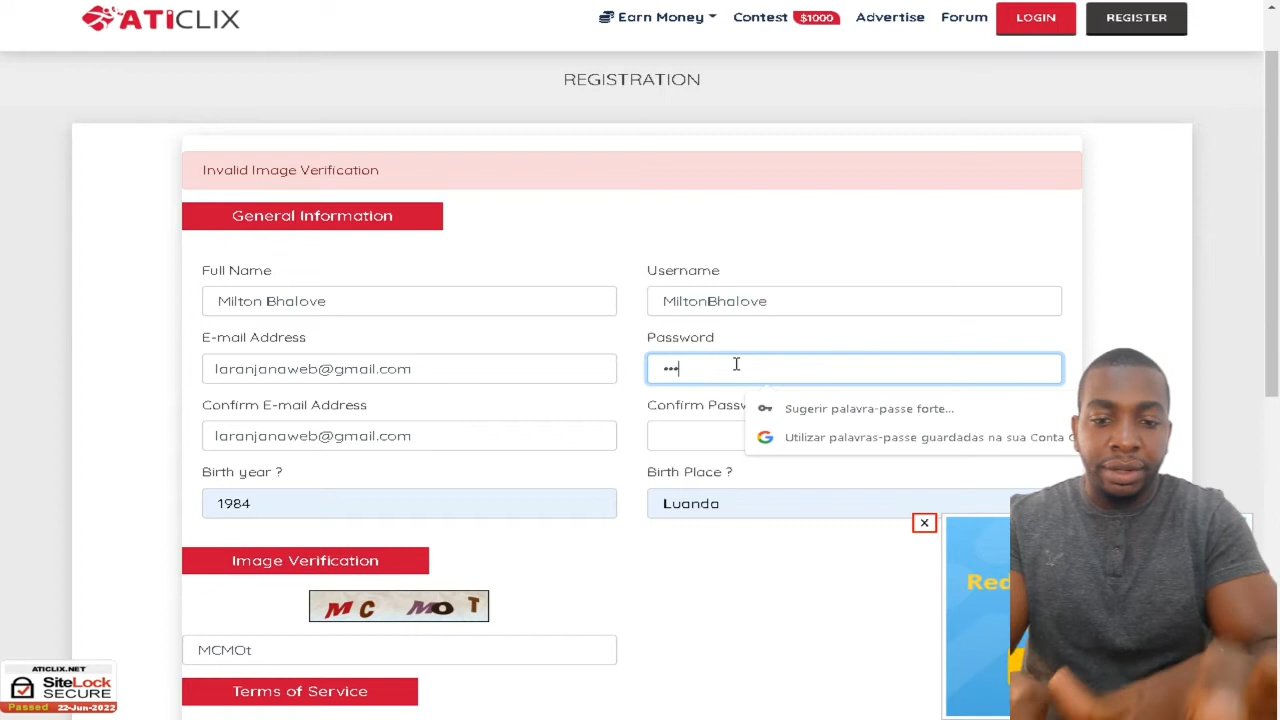 ATICLIX
Earn Money
Contest $1000
Advertise
Forum
LOGIN
REGISTER
REGISTRATION
Invalid Image Verification
General Information
Full Name
Username
Milton Bhalove
MiltonBhalove
E-mail Address
Password
laranjanaweb@gmail.com
•••
Confirm E-mail Address
Confirm Passw
Sugerir palavra-passe forte...
laranjanaweb@gmail.com
Utilizar palavras-passe guardadas na sua Conta
Birth year ?
Birth Place ?
1984
Luanda
Image Verification
Red
MC MOT
MCMOt
Terms of Service
ATICLIX.NET
SiteLock
SECURE
Passed 22-Jun-2022